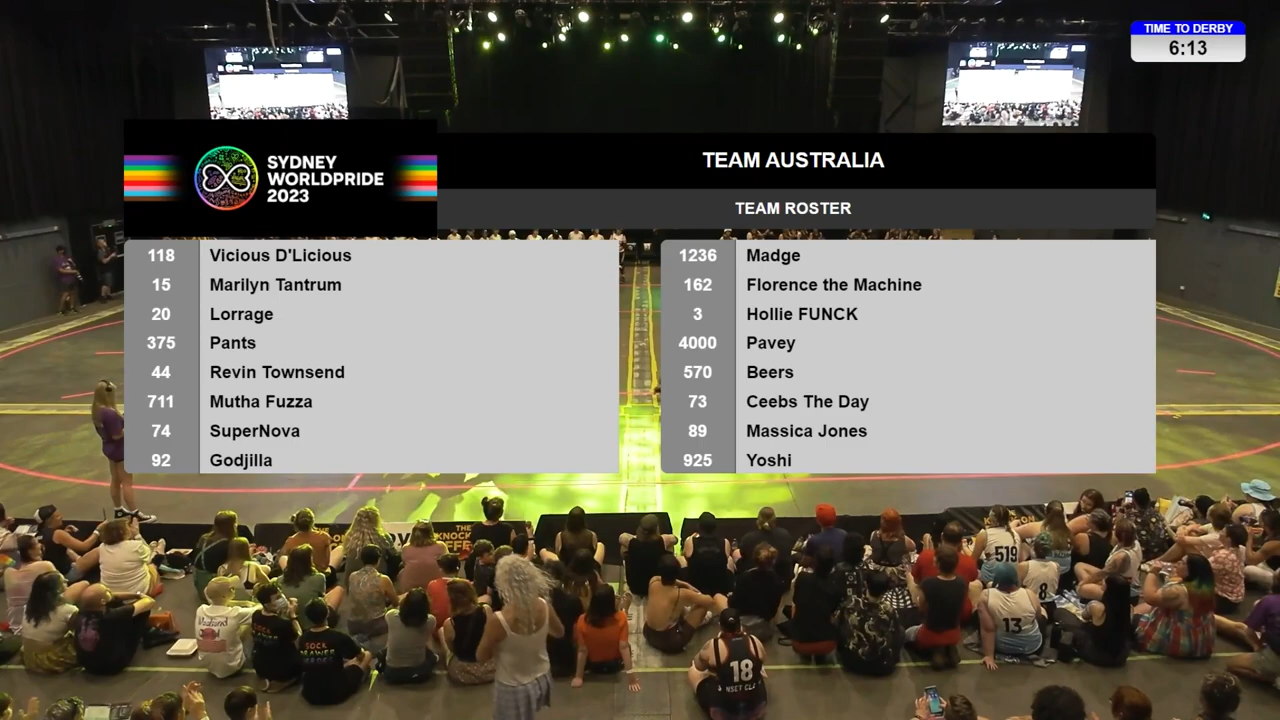 TIME TO DERBY
6:13
SYDNEY
WORLDPRIDE
2023
TEAM AUSTRALIA
TEAM ROSTER
118 Vicious D'Licious
15 Marilyn Tantrum
20 Lorrage
375 Pants
44 Revin Townsend
711 Mutha Fuzza
74 SuperNova
92 Godjilla
1236 Madge
162 Florence the Machine
3 Hollie FUNCK
4000 Pavey
570 Beers
73 Ceebs The Day
89 Massica Jones
925 Yoshi
THE
KNOCK
519
8
13
18